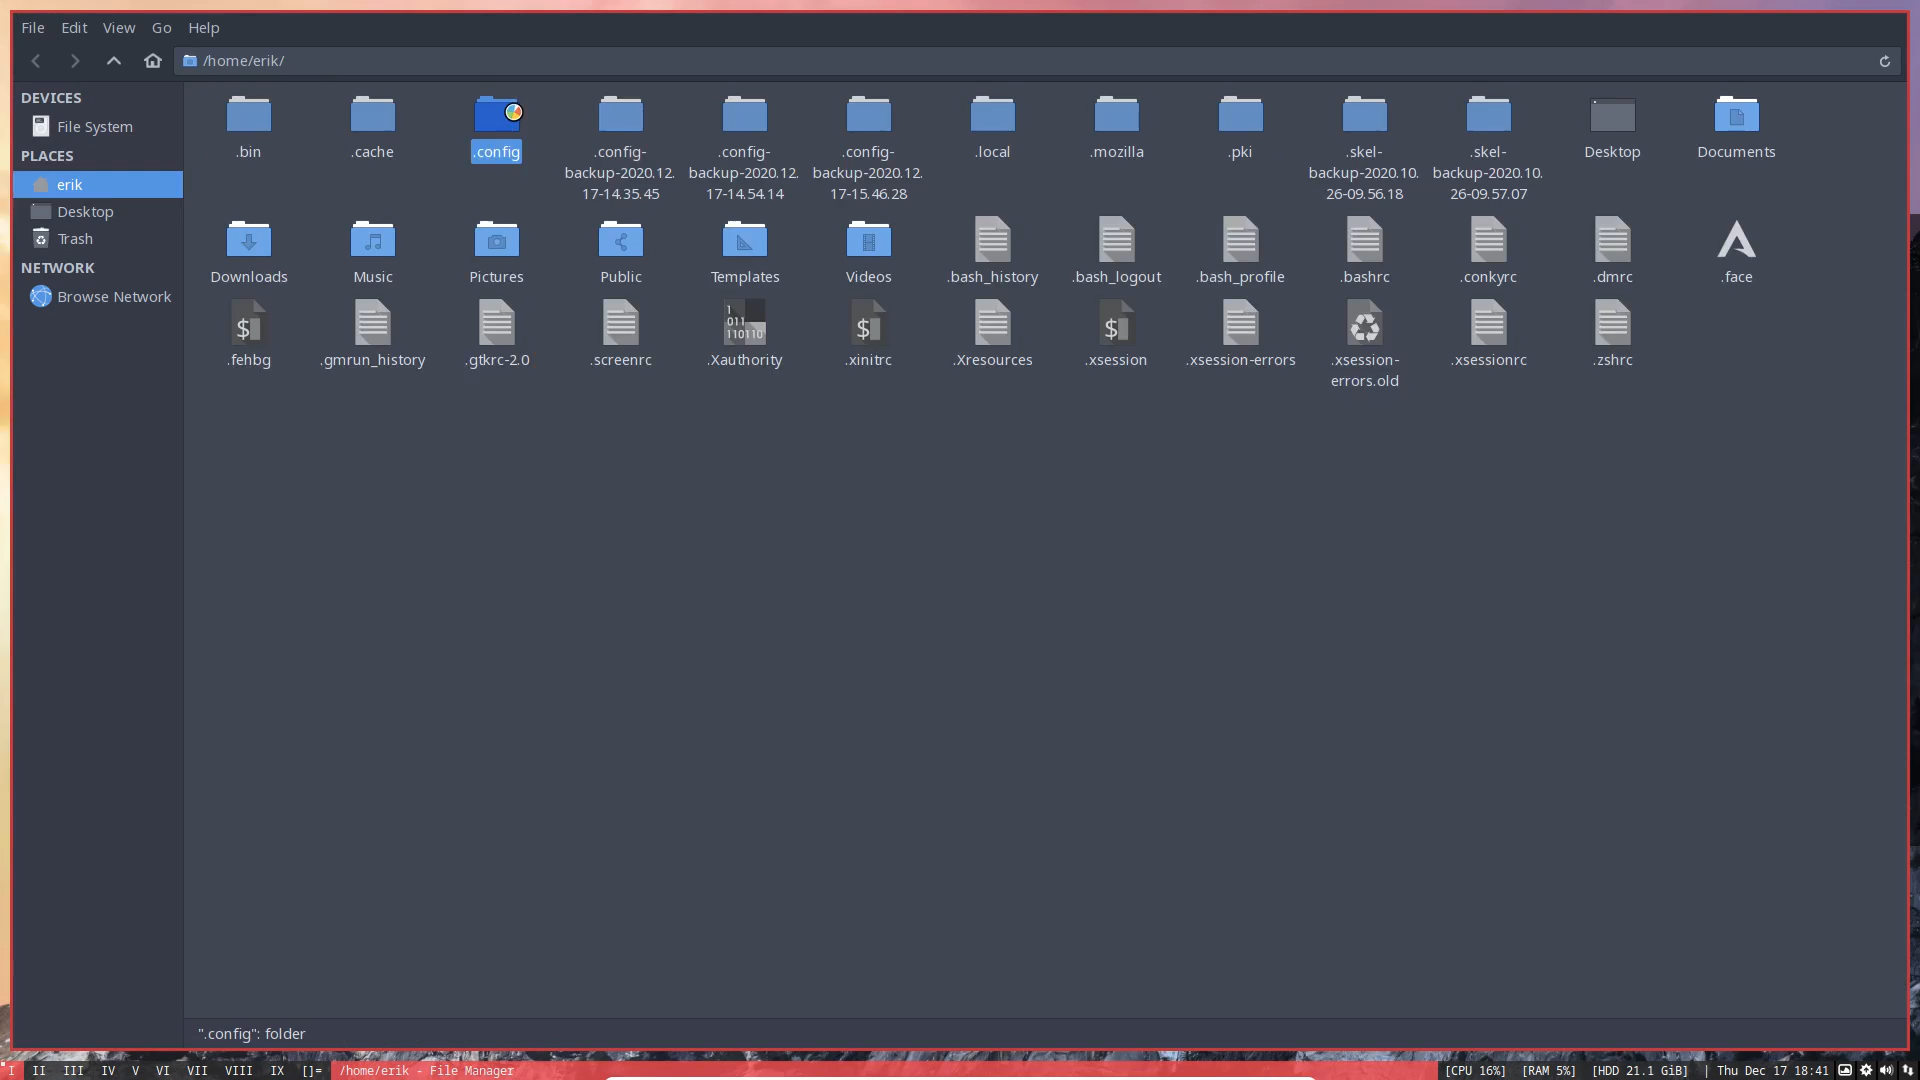 File Edit View Go Help
/home/erik/
DEVICES
File System
PLACES
erik
Desktop
Trash
NETWORK
Browse Network
.bin .cache .config .config- .config- .config- .local .mozilla .pki .skel- .skel- Desktop Documents
backup-2020.12. backup-2020.12. backup-2020.12. backup-2020.10. backup-2020.10.
17-14.35.45 17-14.54.14 17-15.46.28 26-09.56.18 26-09.57.07
Downloads Music Pictures Public Templates Videos .bash_history .bash_logout .bash_profile .bashrc .conkyrc .dmrc .face
$ 1 $ $
011
110110
.fehbg .gmrun_history .gtkrc-2.0 .screenrc .Xauthority .xinitrc .Xresources .xsession .xsession-errors .xsession- .xsessionrc .zshrc
errors.old
".config": folder
I II III IV V VI VII VIII IX []= /home/erik - File Manager [CPU 16%] [RAM 5%] [HDD 21.1 GiB] | Thu Dec 17 18:41